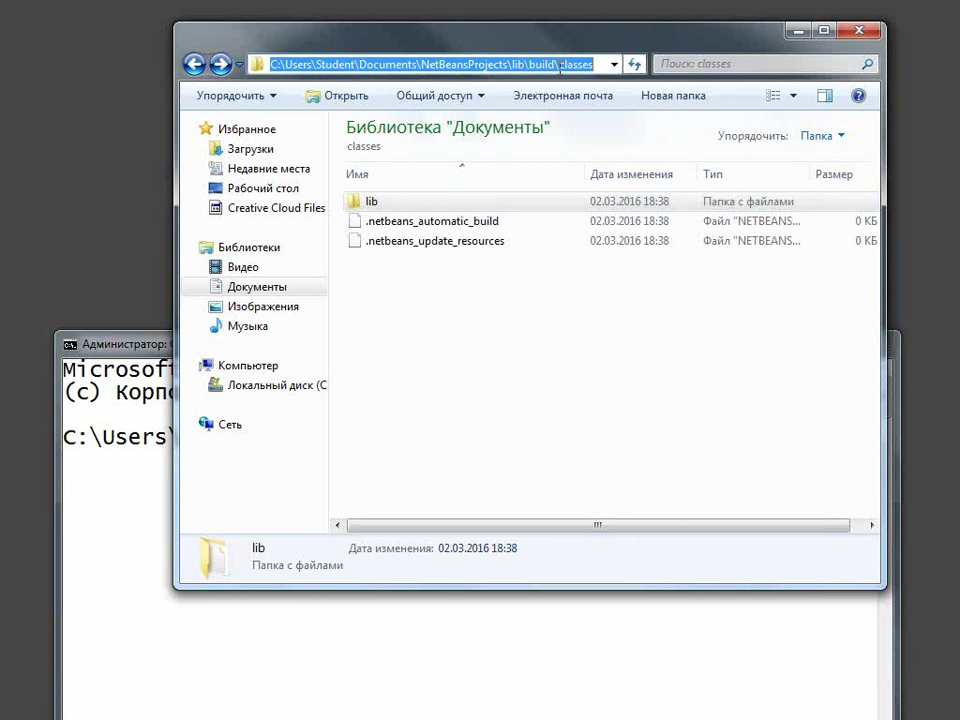 C:\Users\Student\Documents\NetBeansProjects\lib\build\classes
Поиск: classes
Упорядочить
Открыть
Общий доступ
Электронная почта
Новая папка
Избранное
Загрузки
Недавние места
Рабочий стол
Creative Cloud Files
Библиотеки
Видео
Документы
Изображения
Музыка
Компьютер
Локальный диск (C
Сеть
Библиотека "Документы"
classes
Упорядочить: Папка
Имя Дата изменения Тип Размер
lib 02.03.2016 18:38 Папка с файлами
.netbeans_automatic_build 02.03.2016 18:38 Файл "NETBEANS... 0 КБ
.netbeans_update_resources 02.03.2016 18:38 Файл "NETBEANS... 0 КБ
lib Дата изменения: 02.03.2016 18:38
Папка с файлами
Администратор:
Microsoft
(c) Корпо
C:\Users\